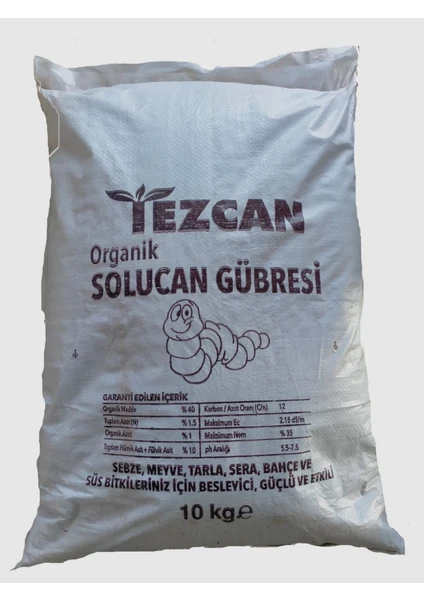 TEZCAN
Organik
SOLUCAN GÜBRESİ
GARANTİ EDİLEN İÇERİK
Organik Madde %40 Karbon / Azot Oranı (C/n) 12
Toplam Azot (N) %1.5 Maksimum Ec 2,15 dS/m
Organik Azot %1 Maksimum Nem %35
Toplam Hümik Asit + Fülvik Asit %10 ph Aralığı 5.5-7.5
SEBZE, MEYVE, TARLA, SERA, BAHÇE VE
SÜS BİTKİLERİNİZ İÇİN BESLEYİCİ, GÜÇLÜ VE ETKİLİ
10 kg.℮